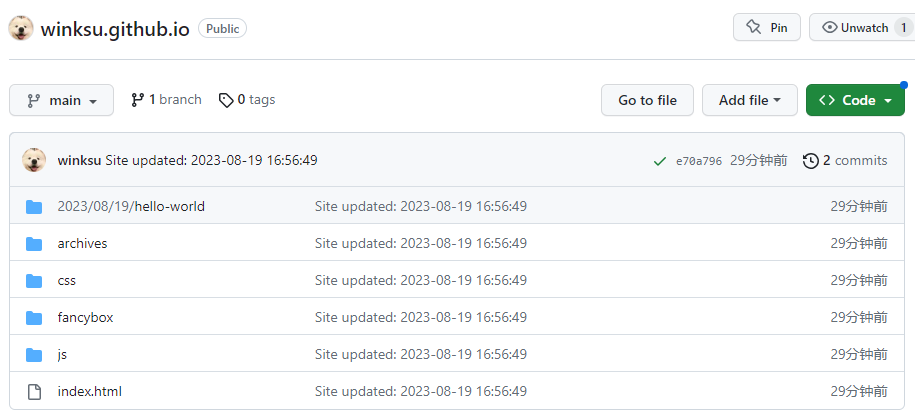 winksu.github.io Public Pin Unwatch 1
main 1 branch 0 tags Go to file Add file Code
winksu Site updated: 2023-08-19 16:56:49 e70a796 29分钟前 2 commits
2023/08/19/hello-world Site updated: 2023-08-19 16:56:49 29分钟前
archives Site updated: 2023-08-19 16:56:49 29分钟前
css Site updated: 2023-08-19 16:56:49 29分钟前
fancybox Site updated: 2023-08-19 16:56:49 29分钟前
js Site updated: 2023-08-19 16:56:49 29分钟前
index.html Site updated: 2023-08-19 16:56:49 29分钟前